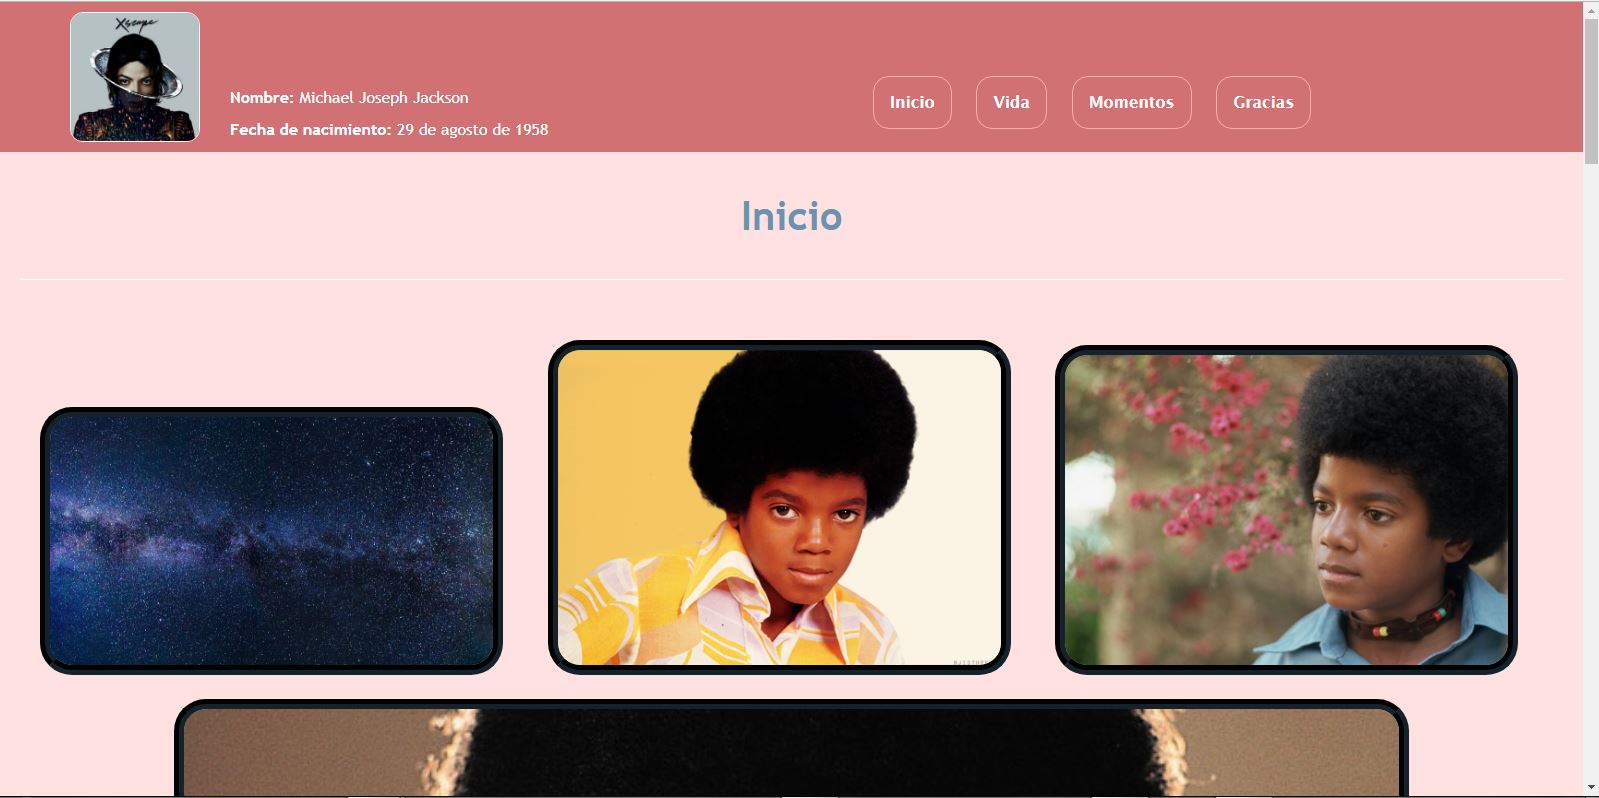 Xscape
Nombre: Michael Joseph Jackson
Fecha de nacimiento: 29 de agosto de 1958
Inicio
Vida
Momentos
Gracias
Inicio